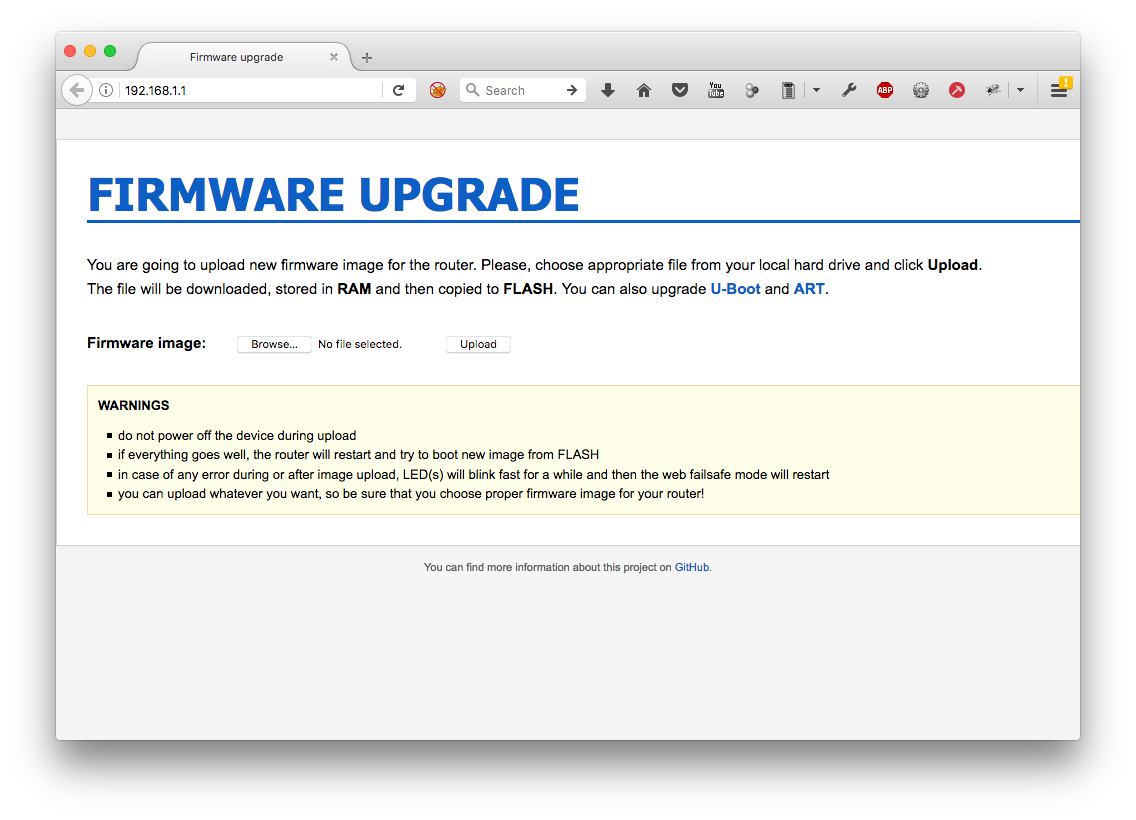 Firmware upgrade
192.168.1.1
Search
You Tube
ABP
FIRMWARE UPGRADE
You are going to upload new firmware image for the router. Please, choose appropriate file from your local hard drive and click Upload.
The file will be downloaded, stored in RAM and then copied to FLASH. You can also upgrade U-Boot and ART.
Firmware image: Browse... No file selected. Upload
WARNINGS
do not power off the device during upload
if everything goes well, the router will restart and try to boot new image from FLASH
in case of any error during or after image upload, LED(s) will blink fast for a while and then the web failsafe mode will restart
you can upload whatever you want, so be sure that you choose proper firmware image for your router!
You can find more information about this project on GitHub.